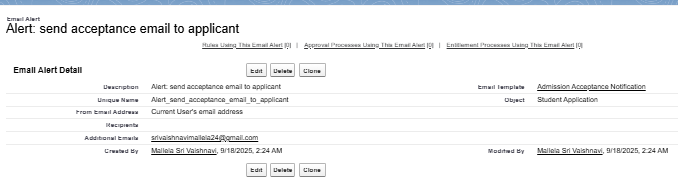 Email Alert
Alert: send acceptance email to applicant
Rules Using This Email Alert [0] | Approval Processes Using This Email Alert [0] | Entitlement Processes Using This Email Alert [0]
Email Alert Detail
Edit Delete Clone
Description Alert: send acceptance email to applicant Email Template Admission Acceptance Notification
Unique Name Alert_send_acceptance_email_to_applicant Object Student Application
From Email Address Current User's email address
Recipients
Additional Emails srivaishnavimallela24@gmail.com
Created By Mallela Sri Vaishnavi, 9/18/2025, 2:24 AM Modified By Mallela Sri Vaishnavi, 9/18/2025, 2:24 AM
Edit Delete Clone